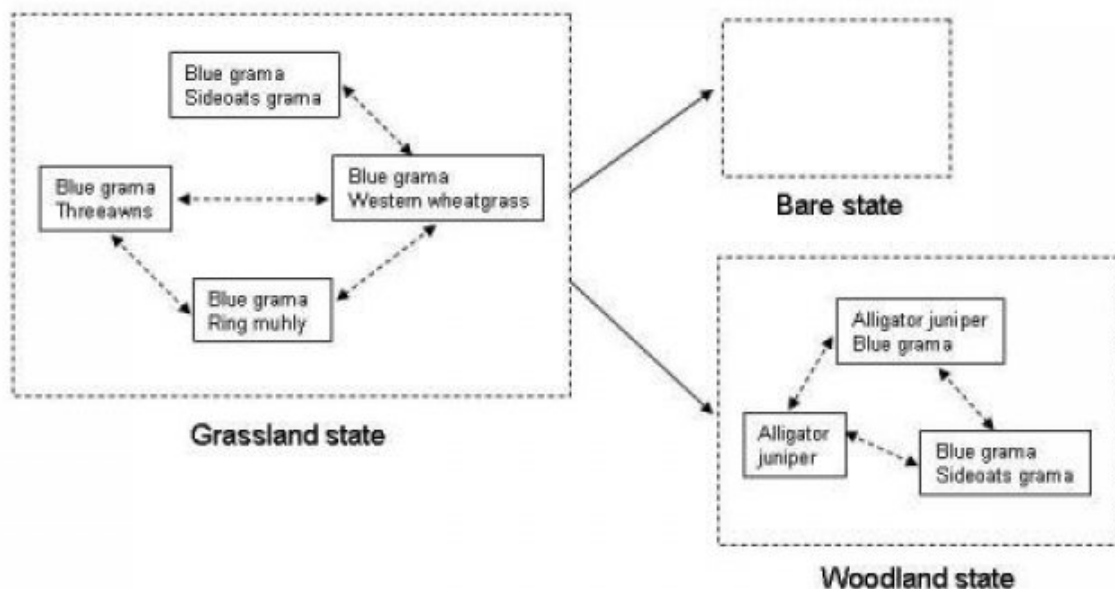 Blue grama
Sideoats grama
Blue grama
Threeawns
Blue grama
Western wheatgrass
Blue grama
Ring muhly
Grassland state
Bare state
Alligator juniper
Blue grama
Alligator
juniper
Blue grama
Sideoats grama
Woodland state